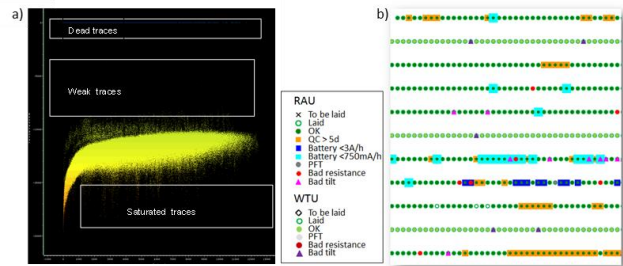 a)
Dead traces
Weak traces
Saturated traces
b)
RAU
To be laid
Laid
OK
QC > 5d
Battery <3A/h
Battery <750mA/h
PFT
Bad resistance
Bad tilt
WTU
To be laid
Laid
OK
PFT
Bad resistance
Bad tilt